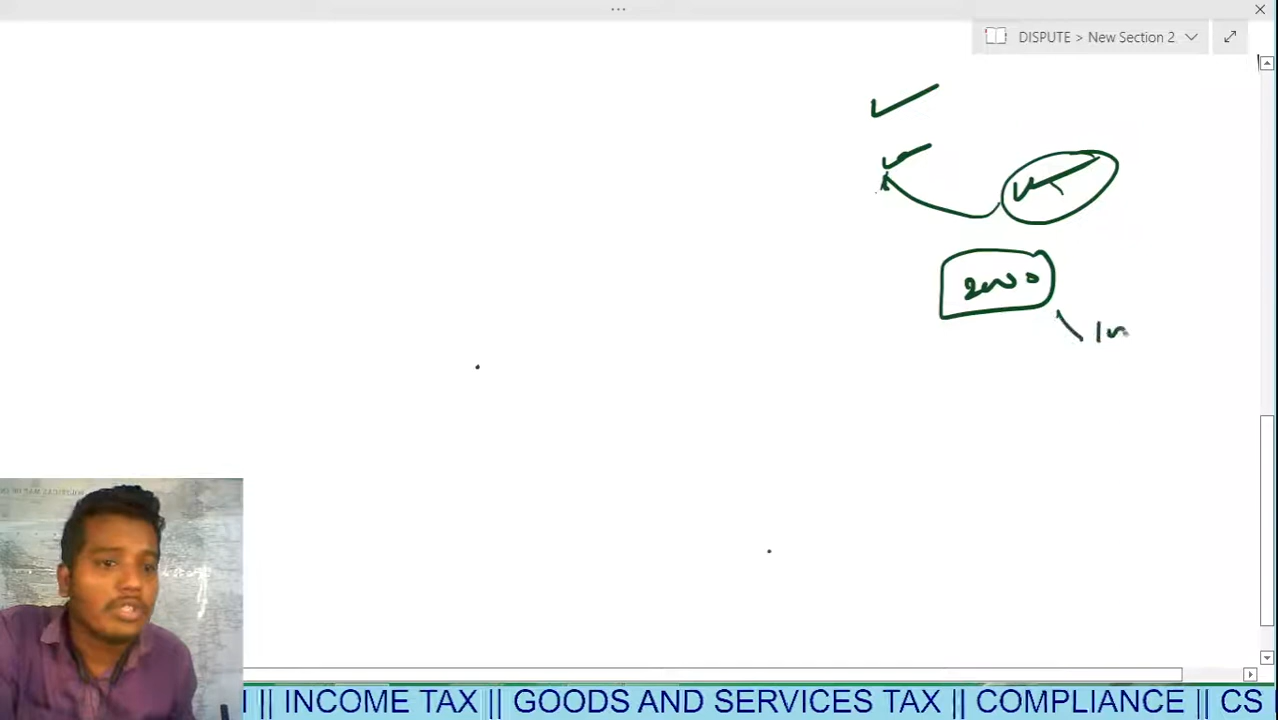 DISPUTE > New Section 2
|| INCOME TAX || GOODS AND SERVICES TAX || COMPLIANCE || CS